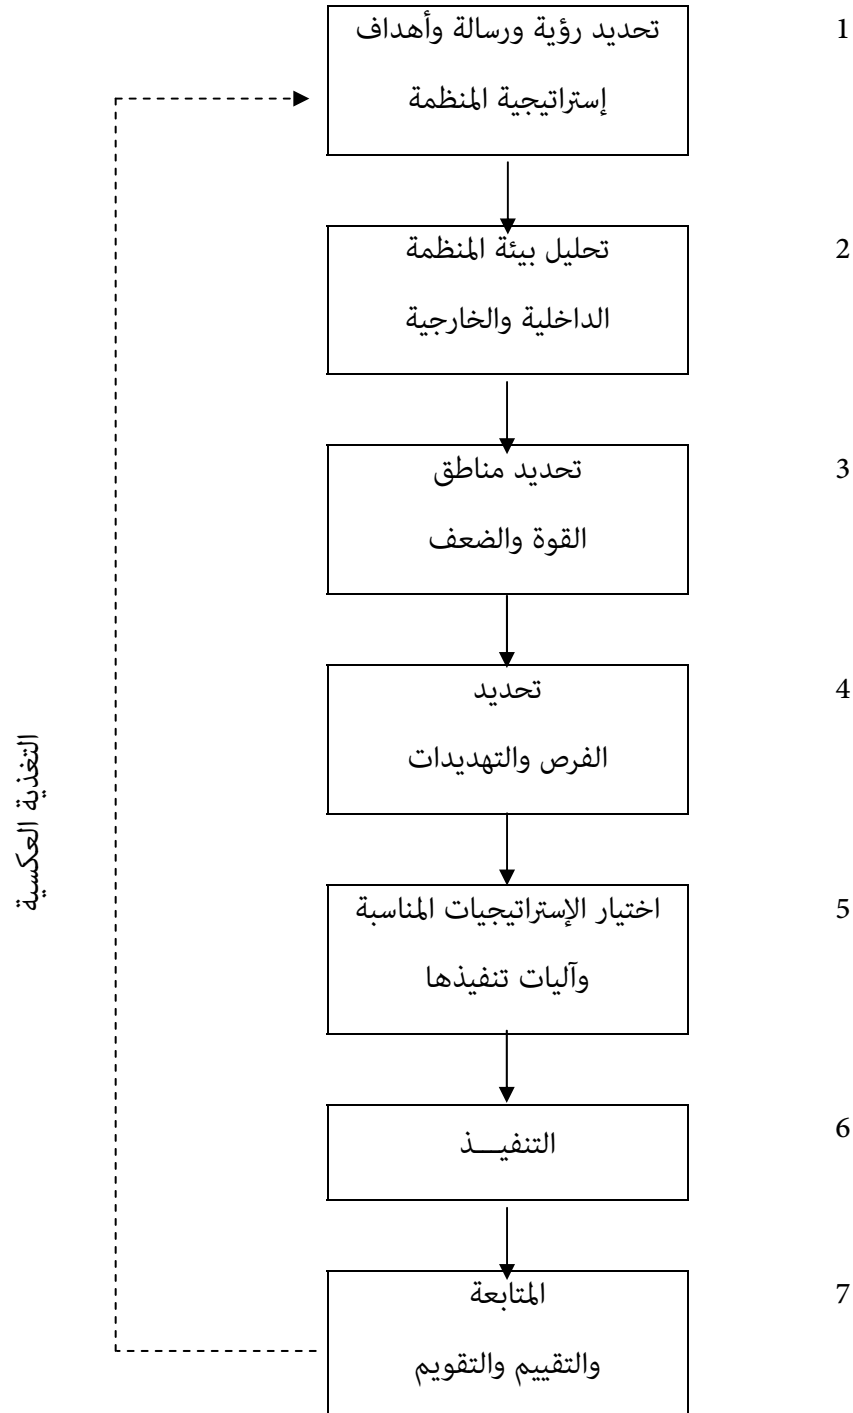 1
تحديد رؤية ورسالة وأهداف
إستراتيجية المنظمة
2
تحليل بيئة المنظمة
الداخلية والخارجية
3
تحديد مناطق
القوة والضعف
4
تحديد
الفرص والتهديدات
5
اختيار الإستراتيجيات المناسبة
وآليات تنفيذها
6
التنفيـــذ
7
المتابعة
والتقييم والتقويم
التغذية العكسية